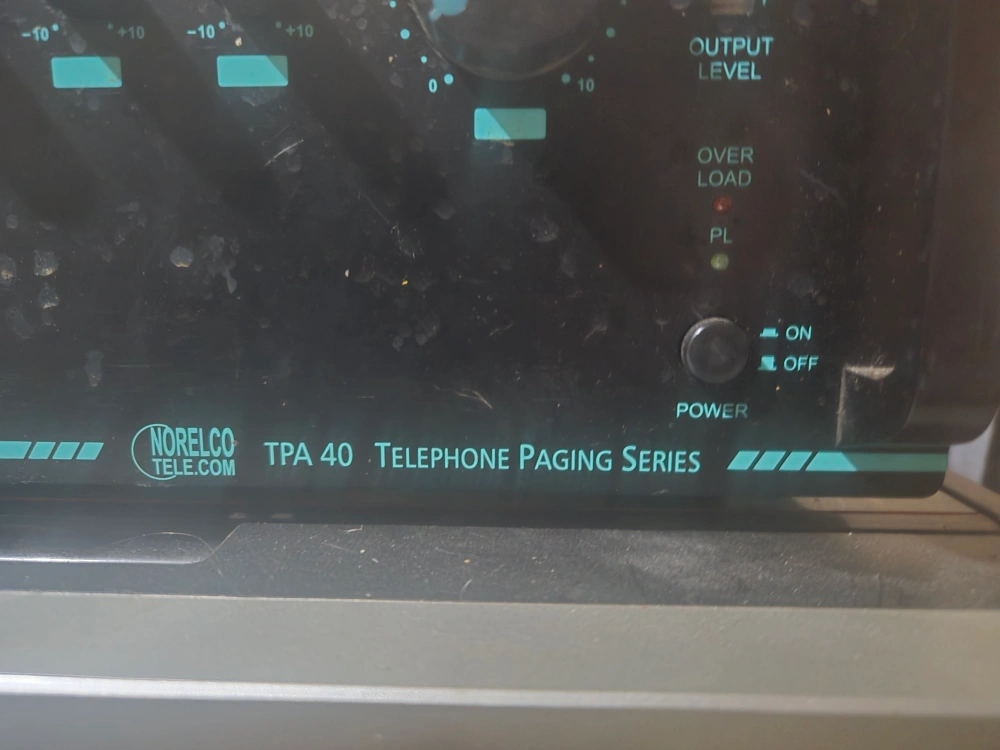 -10 +10 -10 +10
0 10
OUTPUT
LEVEL
OVER
LOAD
PL
ON
OFF
POWER
NORELCO
TELE.COM
TPA 40 TELEPHONE PAGING SERIES